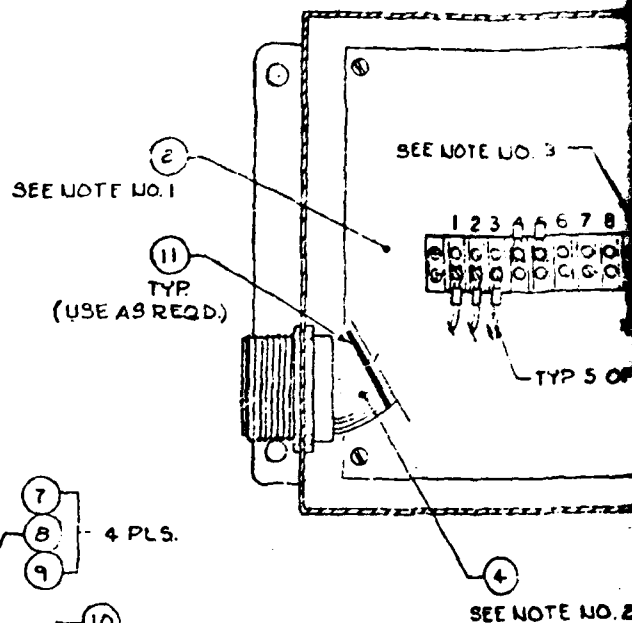 2
SEE NOTE NO. 3
SEE NOTE NO. 1
1 2 3 4 5 6 7 8
11
TYP.
(USE AS REQD.)
TYP 5 OF
7
8
9
4 PLS.
4
10
SEE NOTE NO. 2